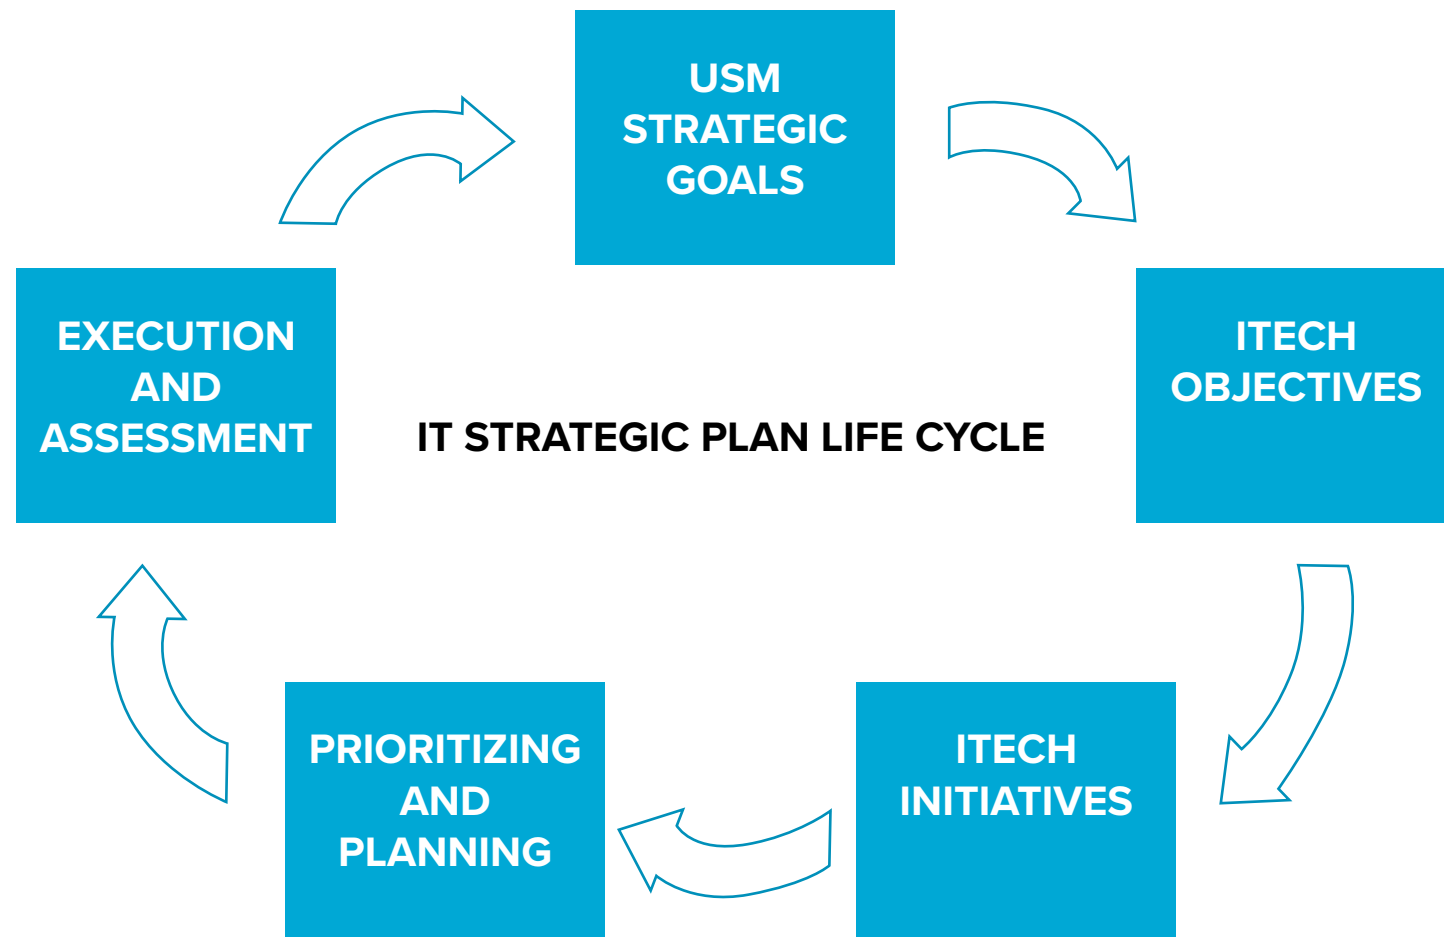 USM
STRATEGIC
GOALS
EXECUTION
AND
ASSESSMENT
ITECH
OBJECTIVES
IT STRATEGIC PLAN LIFE CYCLE
PRIORITIZING
AND
PLANNING
ITECH
INITIATIVES